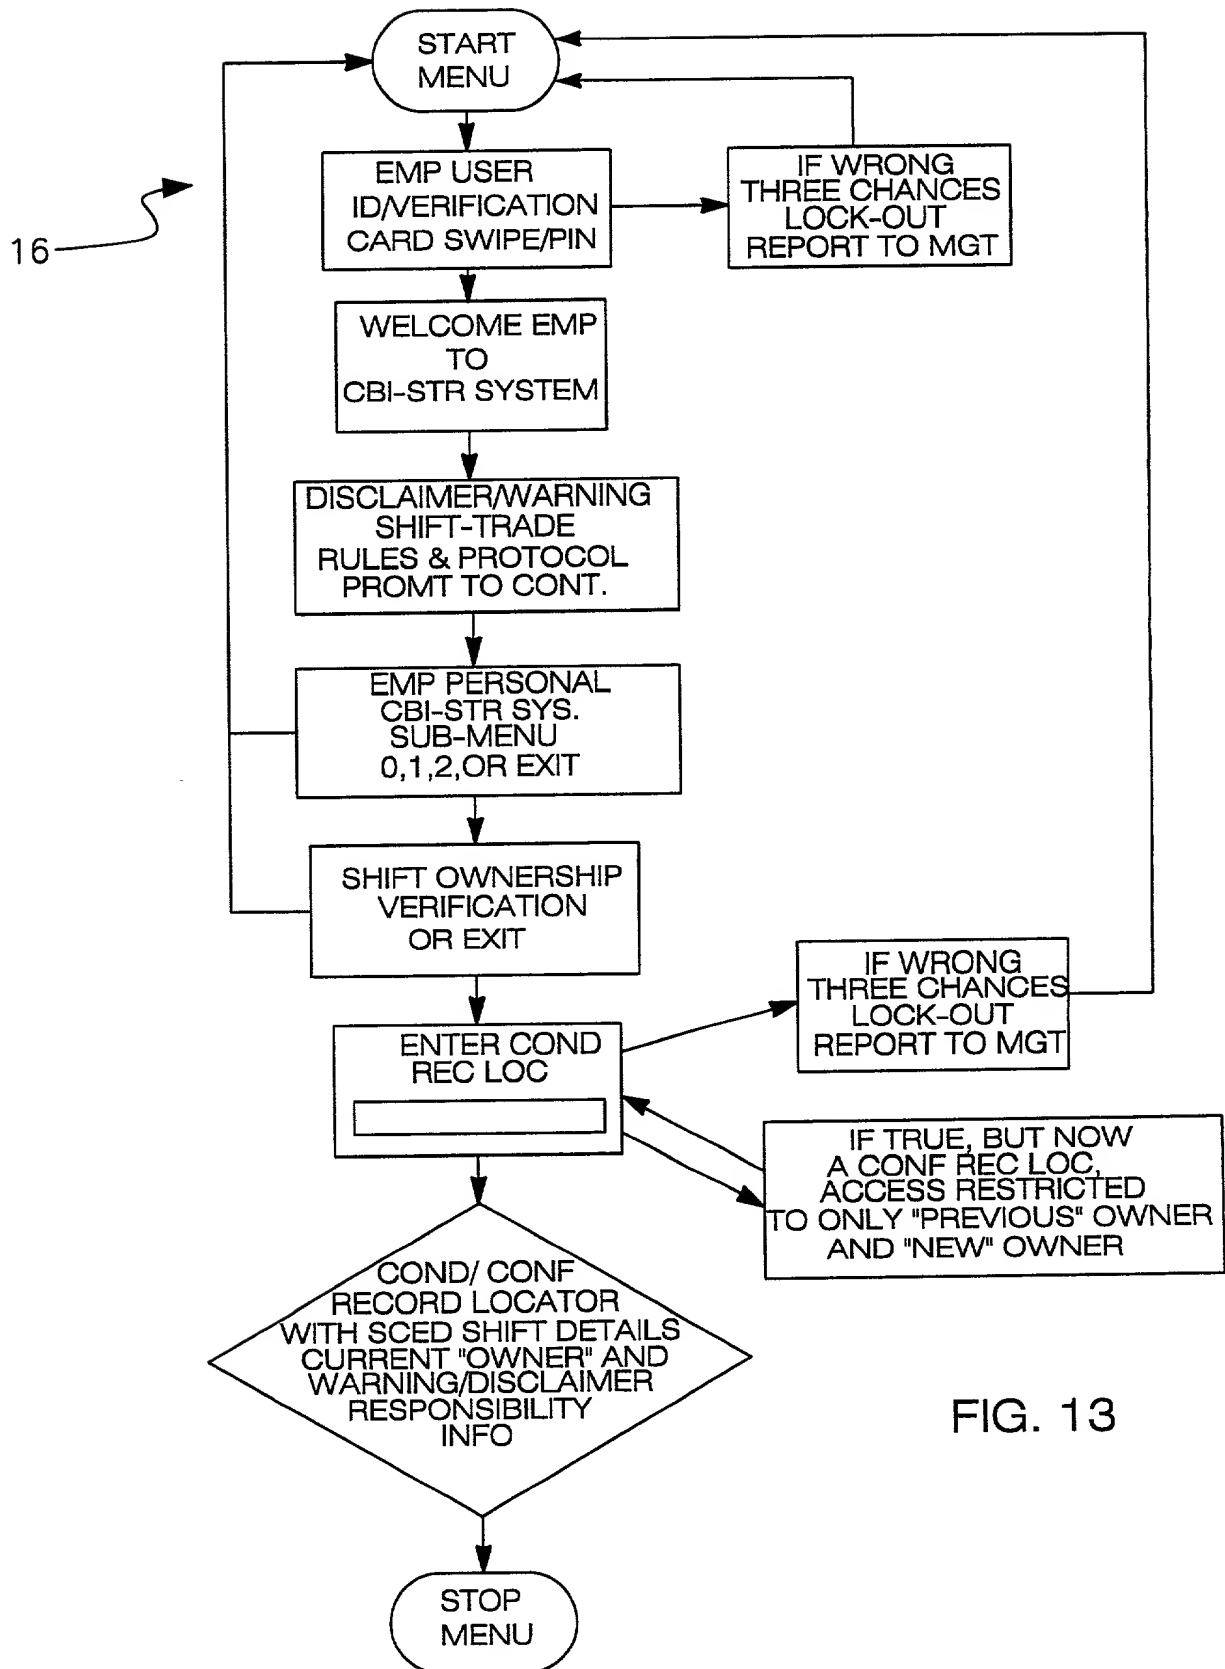 START
MENU
EMP USER
ID/VERIFICATION
CARD SWIPE/PIN
IF WRONG
THREE CHANCES
LOCK-OUT
REPORT TO MGT
16
WELCOME EMP
TO
CBI-STR SYSTEM
DISCLAIMER/WARNING
SHIFT-TRADE
RULES & PROTOCOL
PROMT TO CONT.
EMP PERSONAL
CBI-STR SYS.
SUB-MENU
0,1,2,OR EXIT
SHIFT OWNERSHIP
VERIFICATION
OR EXIT
IF WRONG
THREE CHANCES
LOCK-OUT
REPORT TO MGT
ENTER COND
REC LOC
IF TRUE, BUT NOW
A CONF REC LOC,
ACCESS RESTRICTED
TO ONLY "PREVIOUS" OWNER
AND "NEW" OWNER
COND/ CONF
RECORD LOCATOR
WITH SCED SHIFT DETAILS
CURRENT "OWNER" AND
WARNING/DISCLAIMER
RESPONSIBILITY
INFO
FIG. 13
STOP
MENU